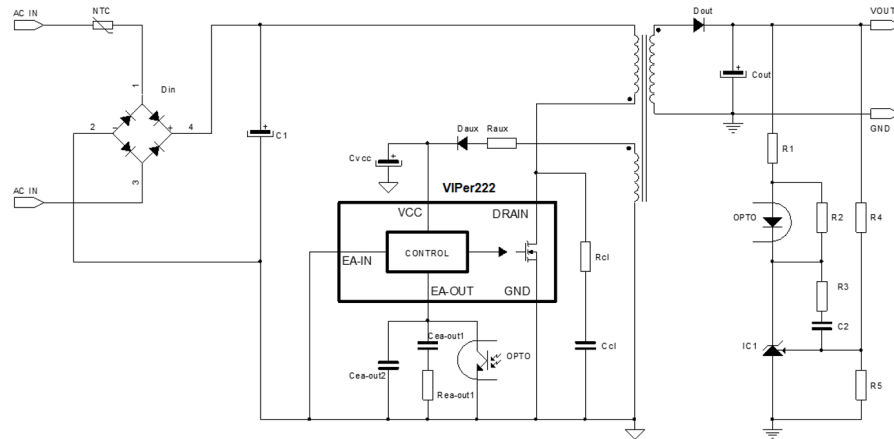 AC IN
NTC
Dout
VOUT
1
Din
Cout
2
-
+
4
C1
GND
Daux
Raux
R1
Cvcc
VIPer222
3
AC IN
VCC
DRAIN
OPTO
R2
R4
CONTROL
EA-IN
Rcl
EA-OUT
GND
R3
C2
Cea-out1
OPTO
Ccl
IC1
Cea-out2
Rea-out1
R5